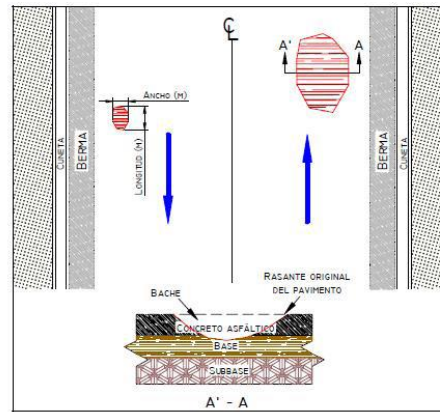 ℄
A'
A
ANCHO (M)
LONGITUD (M)
CUNETA
BERMA
BERMA
CUNETA
BACHE
RASANTE ORIGINAL
DEL PAVIMENTO
CONCRETO ASFÁLTICO
BASE
SUBBASE
A' - A